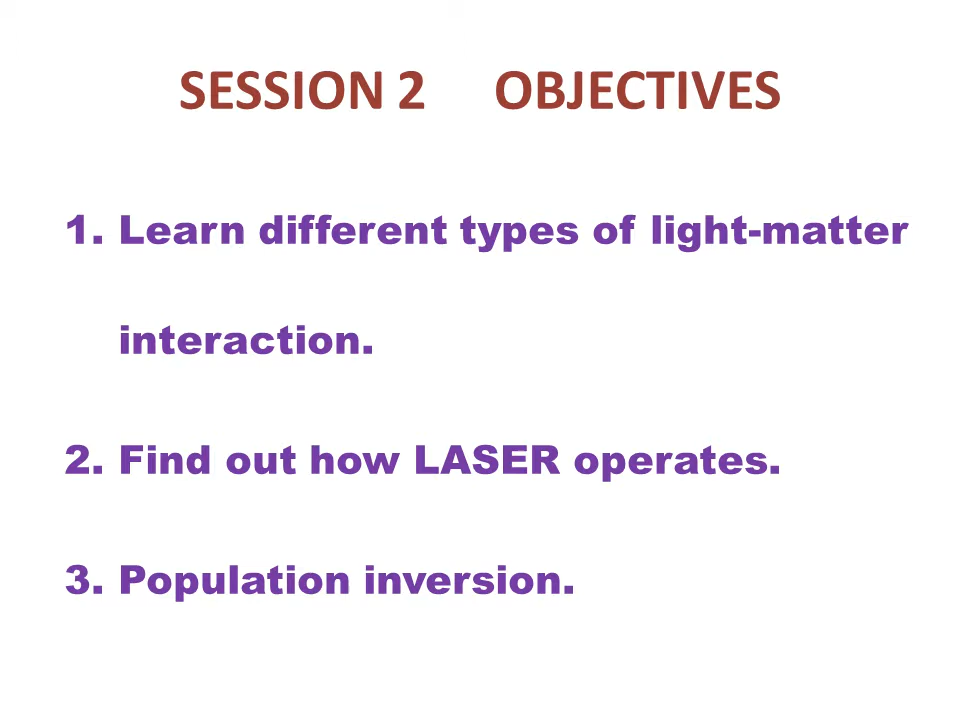 SESSION 2 OBJECTIVES
1. Learn different types of light-matter
interaction.
2. Find out how LASER operates.
3. Population inversion.